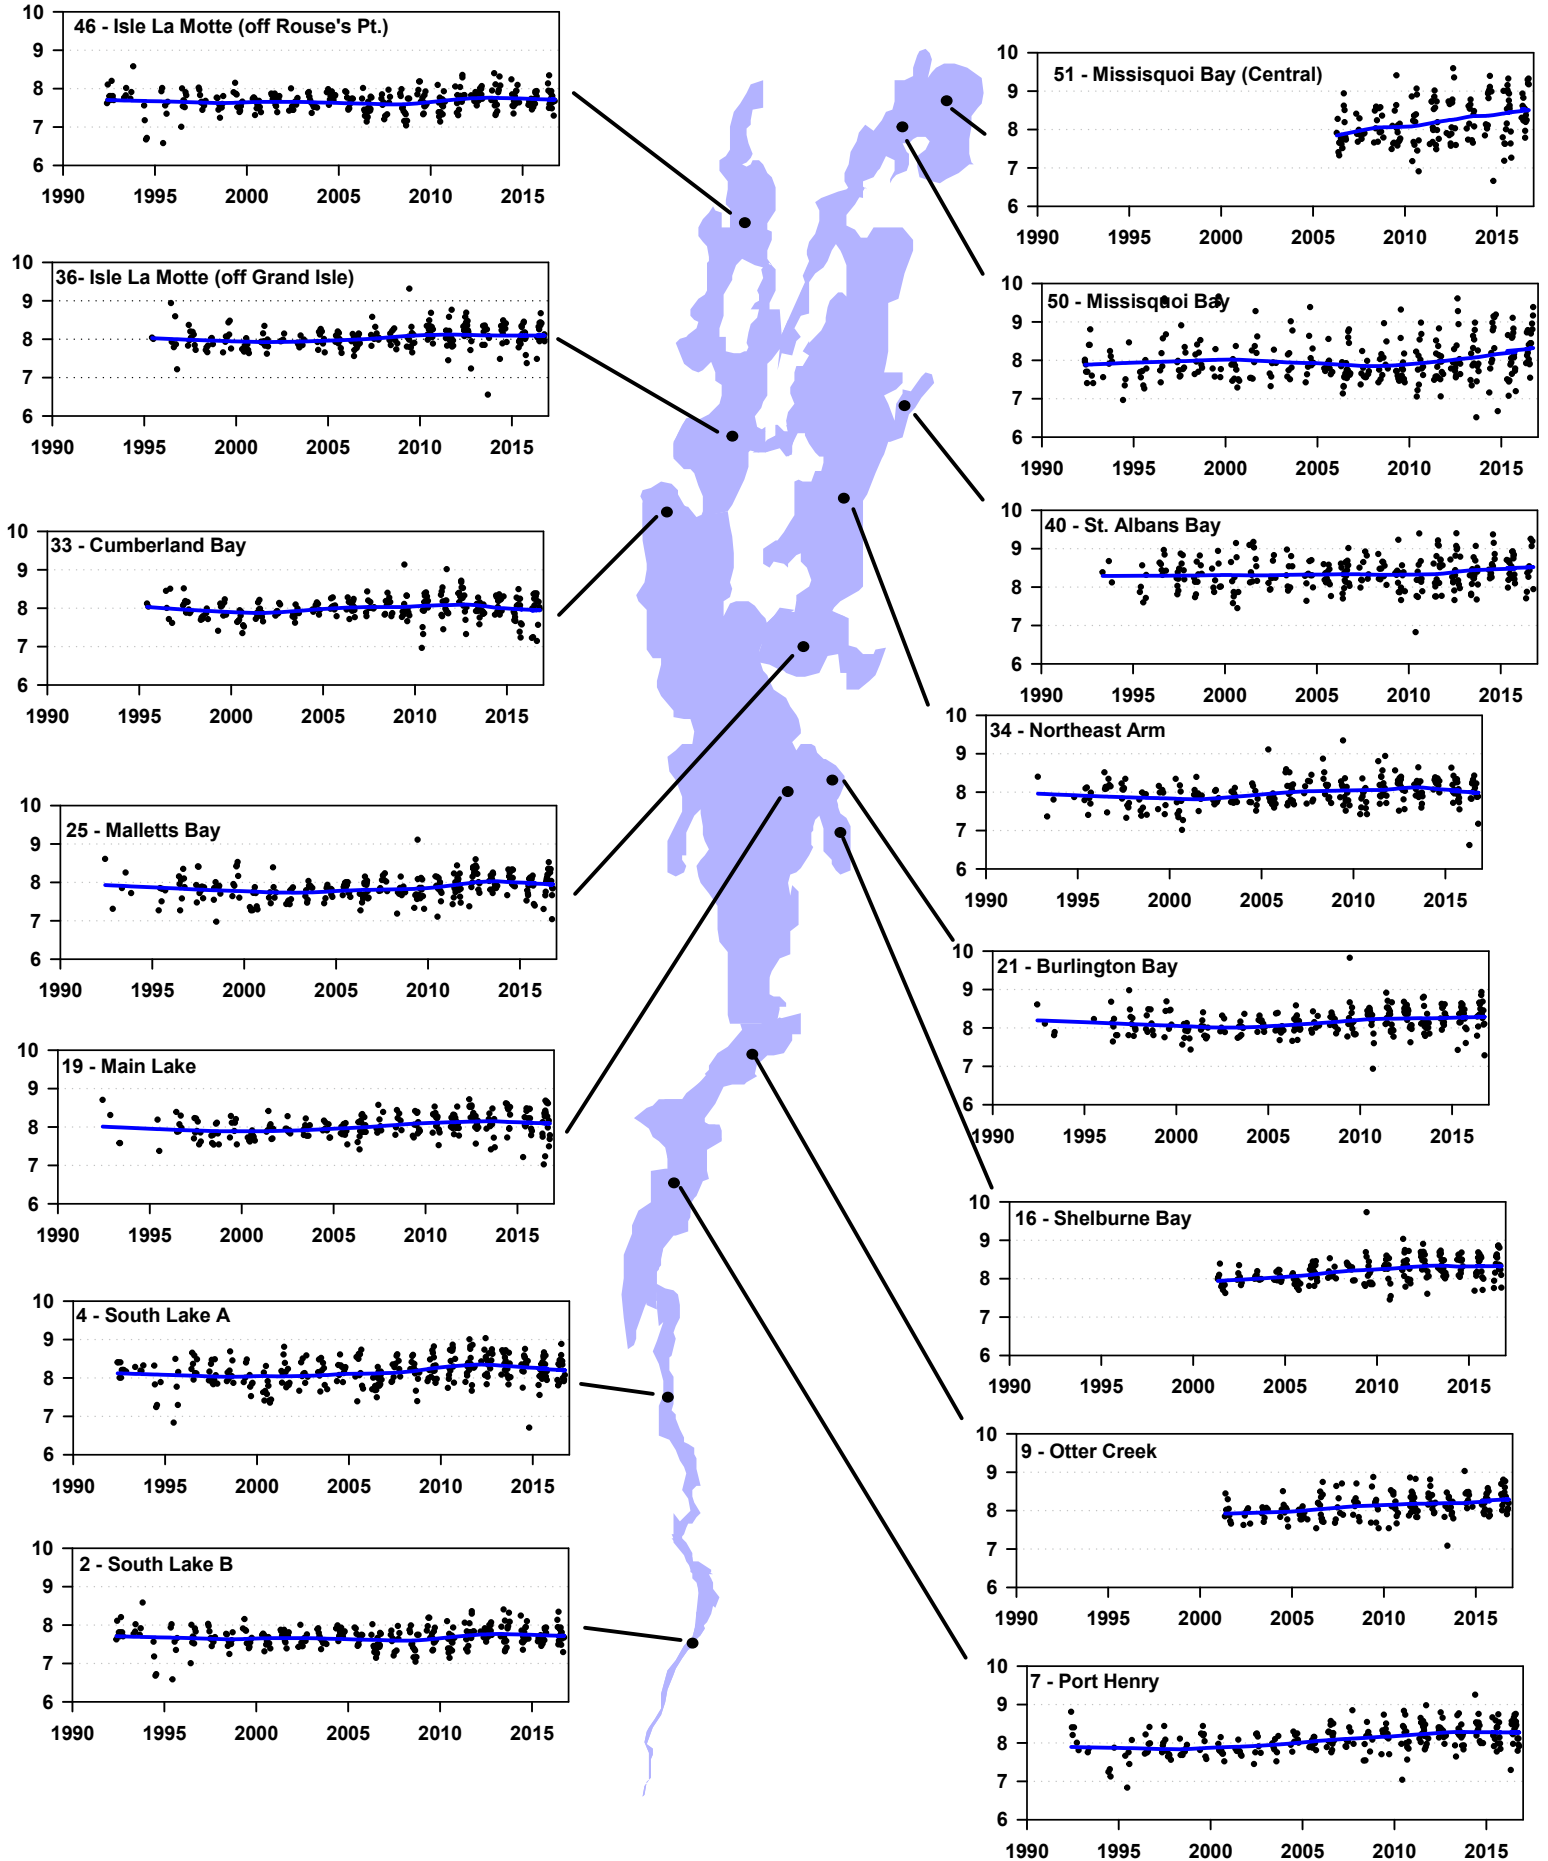 46 - Isle La Motte (off Rouse's Pt.)
10
9
8
7
6
1990 1995 2000 2005 2010 2015
36- Isle La Motte (off Grand Isle)
10
9
8
7
6
1990 1995 2000 2005 2010 2015
33 - Cumberland Bay
10
9
8
7
6
1990 1995 2000 2005 2010 2015
25 - Malletts Bay
10
9
8
7
6
1990 1995 2000 2005 2010 2015
19 - Main Lake
10
9
8
7
6
1990 1995 2000 2005 2010 2015
4 - South Lake A
10
9
8
7
6
1990 1995 2000 2005 2010 2015
2 - South Lake B
10
9
8
7
6
1990 1995 2000 2005 2010 2015
51 - Missisquoi Bay (Central)
10
9
8
7
6
1990 1995 2000 2005 2010 2015
50 - Missisquoi Bay
10
9
8
7
6
1990 1995 2000 2005 2010 2015
40 - St. Albans Bay
10
9
8
7
6
1990 1995 2000 2005 2010 2015
34 - Northeast Arm
10
9
8
7
6
1990 1995 2000 2005 2010 2015
21 - Burlington Bay
10
9
8
7
6
1990 1995 2000 2005 2010 2015
16 - Shelburne Bay
10
9
8
7
6
1990 1995 2000 2005 2010 2015
9 - Otter Creek
10
9
8
7
6
1990 1995 2000 2005 2010 2015
7 - Port Henry
10
9
8
7
6
1990 1995 2000 2005 2010 2015